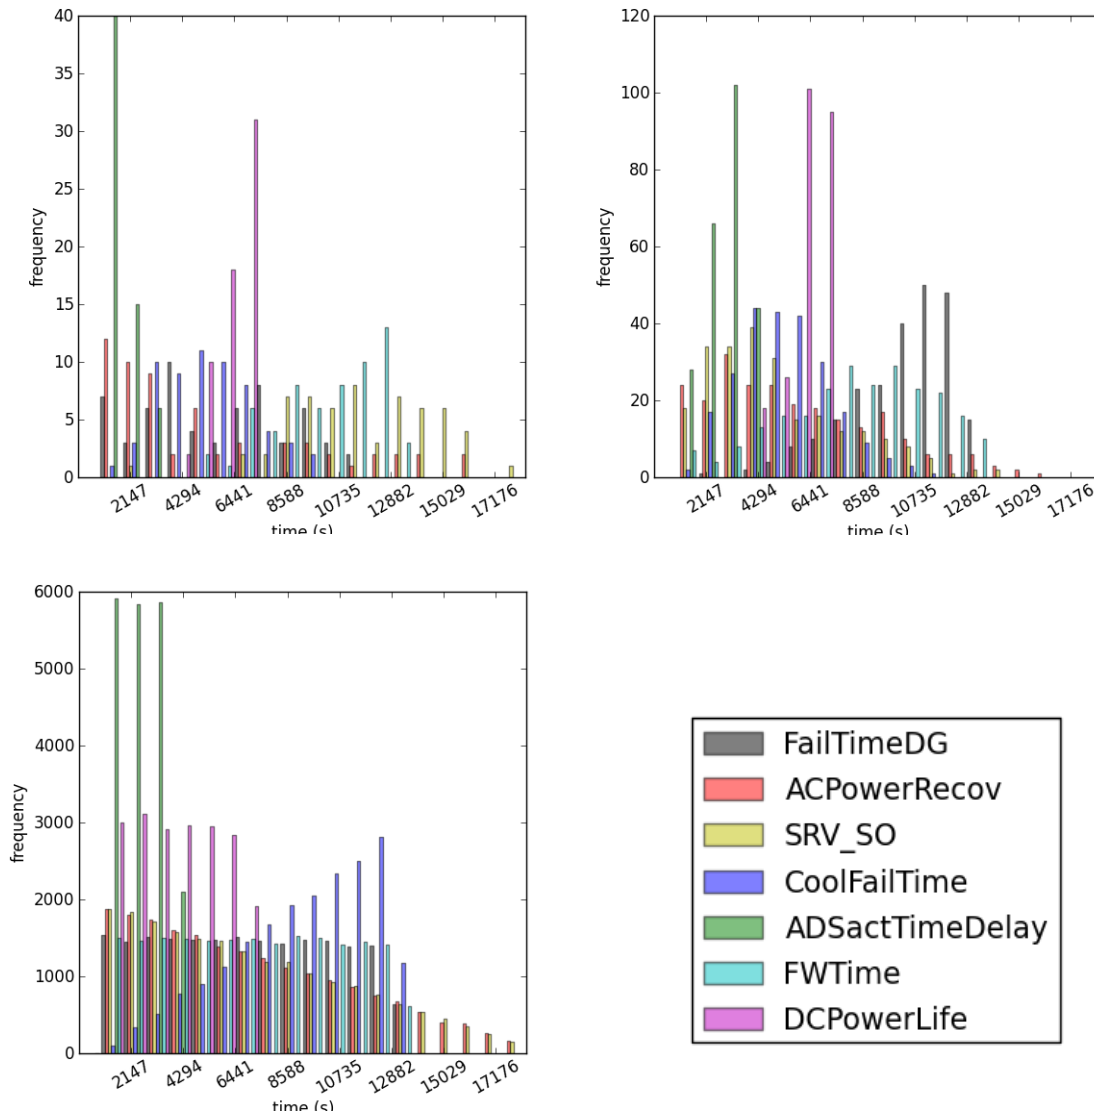 40
35
30
25
20
15
10
5
0
frequency
2147 4294 6441 8588 10735 12882 15029 17176
time (s)
120
100
80
60
40
20
0
frequency
2147 4294 6441 8588 10735 12882 15029 17176
time (s)
6000
5000
4000
3000
2000
1000
0
frequency
2147 4294 6441 8588 10735 12882 15029 17176
time (s)
FailTimeDG
ACPowerRecov
SRV_SO
CoolFailTime
ADSactTimeDelay
FWTime
DCPowerLife